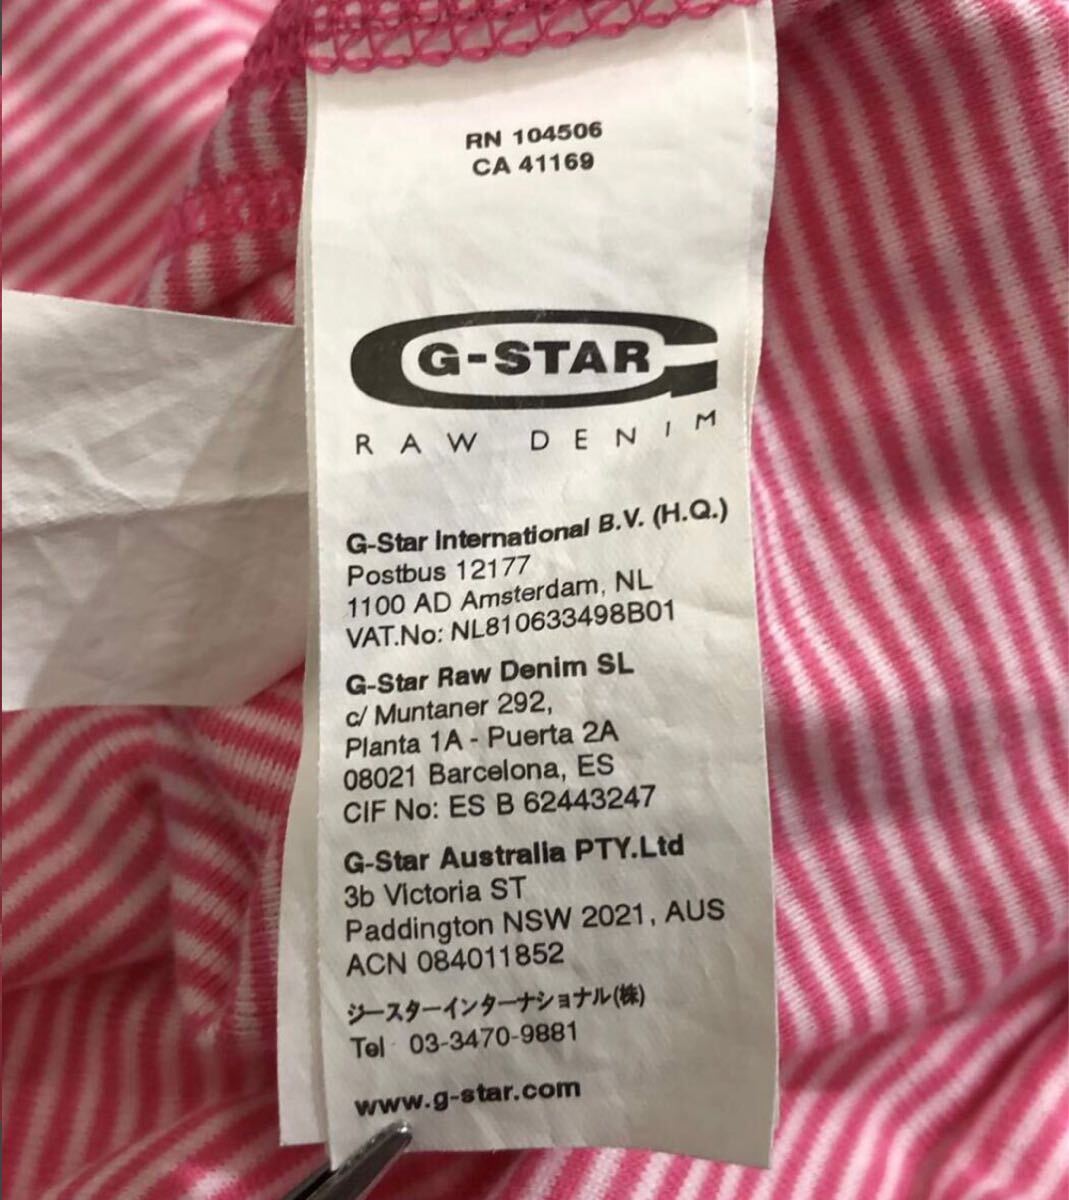 RN 104506
CA 41169
G-STAR
RAW DENIM
G-Star International B.V. (H.Q.)
Postbus 12177
1100 AD Amsterdam, NL
VAT.No: NL810633498B01
G-Star Raw Denim SL
c/ Muntaner 292,
Planta 1A - Puerta 2A
08021 Barcelona, ES
CIF No: ES B 62443247
G-Star Australia PTY.Ltd
3b Victoria ST
Paddington NSW 2021, AUS
ACN 084011852
ジースターインターナショナル(株)
Tel 03-3470-9881
www.g-star.com